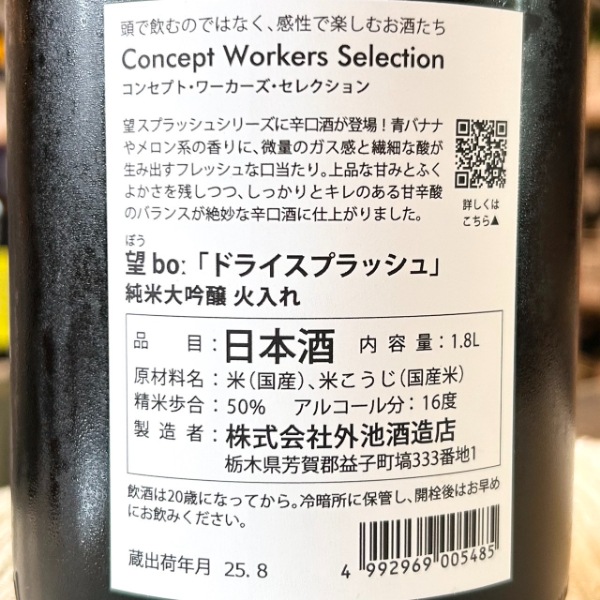 頭で飲むのではなく、感性で楽しむお酒たち
Concept Workers Selection
コンセプト・ワーカーズ・セレクション
望スプラッシュシリーズに辛口酒が登場！青バナナ
やメロン系の香りに、微量のガス感と繊細な酸が
生み出すフレッシュな口当たり。上品な甘みとふく
よかさを残しつつ、しっかりとキレのある甘辛酸
のバランスが絶妙な辛口酒に仕上がりました。
詳しくは
こちら▲
ぼう
望 bo:「ドライスプラッシュ」
純米大吟醸 火入れ
品目：日本酒 内容量：1.8L
原材料名：米（国産）、米こうじ（国産米）
精米歩合：50% アルコール分：16度
製造者：株式会社外池酒造店
栃木県芳賀郡益子町塙333番地1
飲酒は20歳になってから。冷暗所に保管し、開栓後はお早め
にお飲みください。
蔵出荷年月 25. 8
4 992969 005485